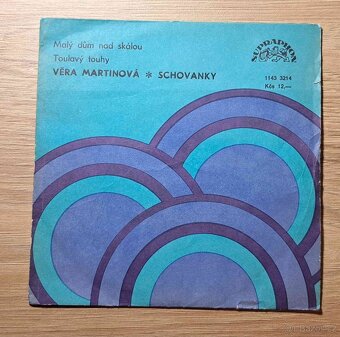 Malý dům nad skálou
Toulavý touhy
VĚRA MARTINOVÁ ✻ SCHOVANKY
SUPRAPHON
1143 3214
Kčs 12,—